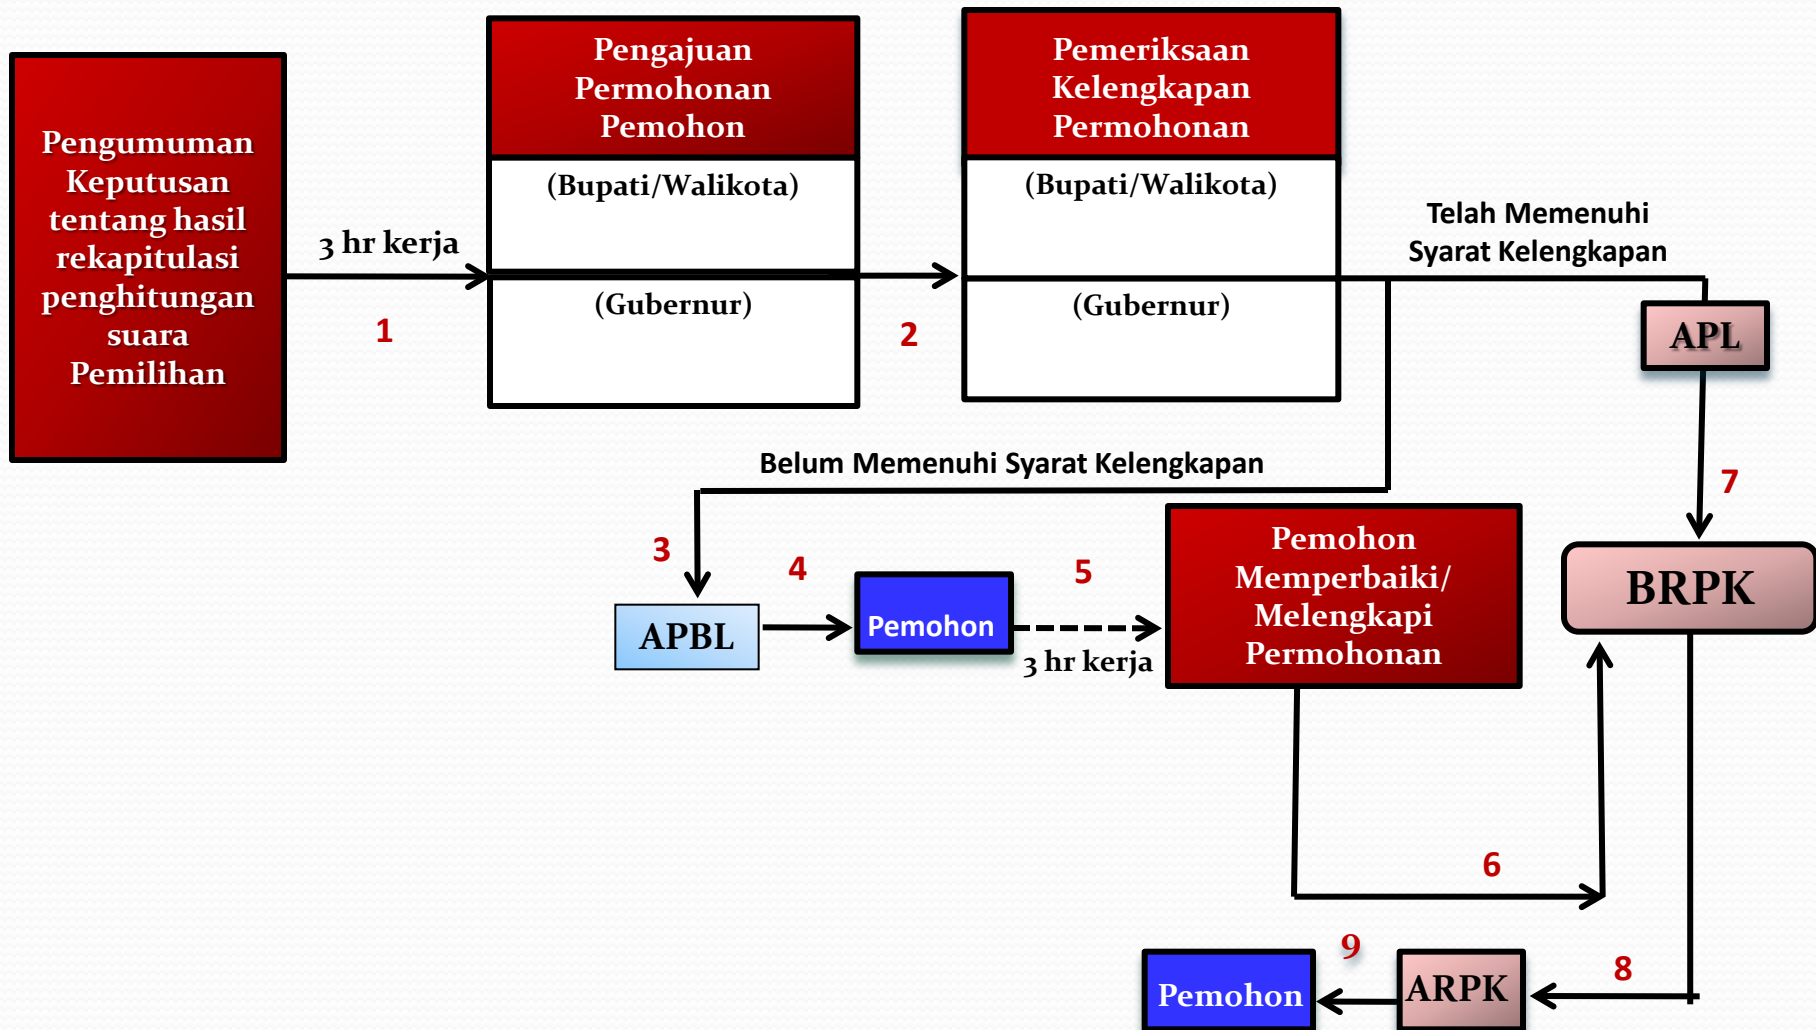 Pengumuman
Keputusan
tentang hasil
rekapitulasi
penghitungan
suara
Pemilihan
3 hr kerja
1
Pengajuan
Permohonan
Pemohon
(Bupati/Walikota)
(Gubernur)
2
Pemeriksaan
Kelengkapan
Permohonan
(Bupati/Walikota)
(Gubernur)
Telah Memenuhi
Syarat Kelengkapan
APL
7
Belum Memenuhi Syarat Kelengkapan
3
APBL
4
Pemohon
5
3 hr kerja
Pemohon
Memperbaiki/
Melengkapi
Permohonan
BRPK
6
8
ARPK
9
Pemohon